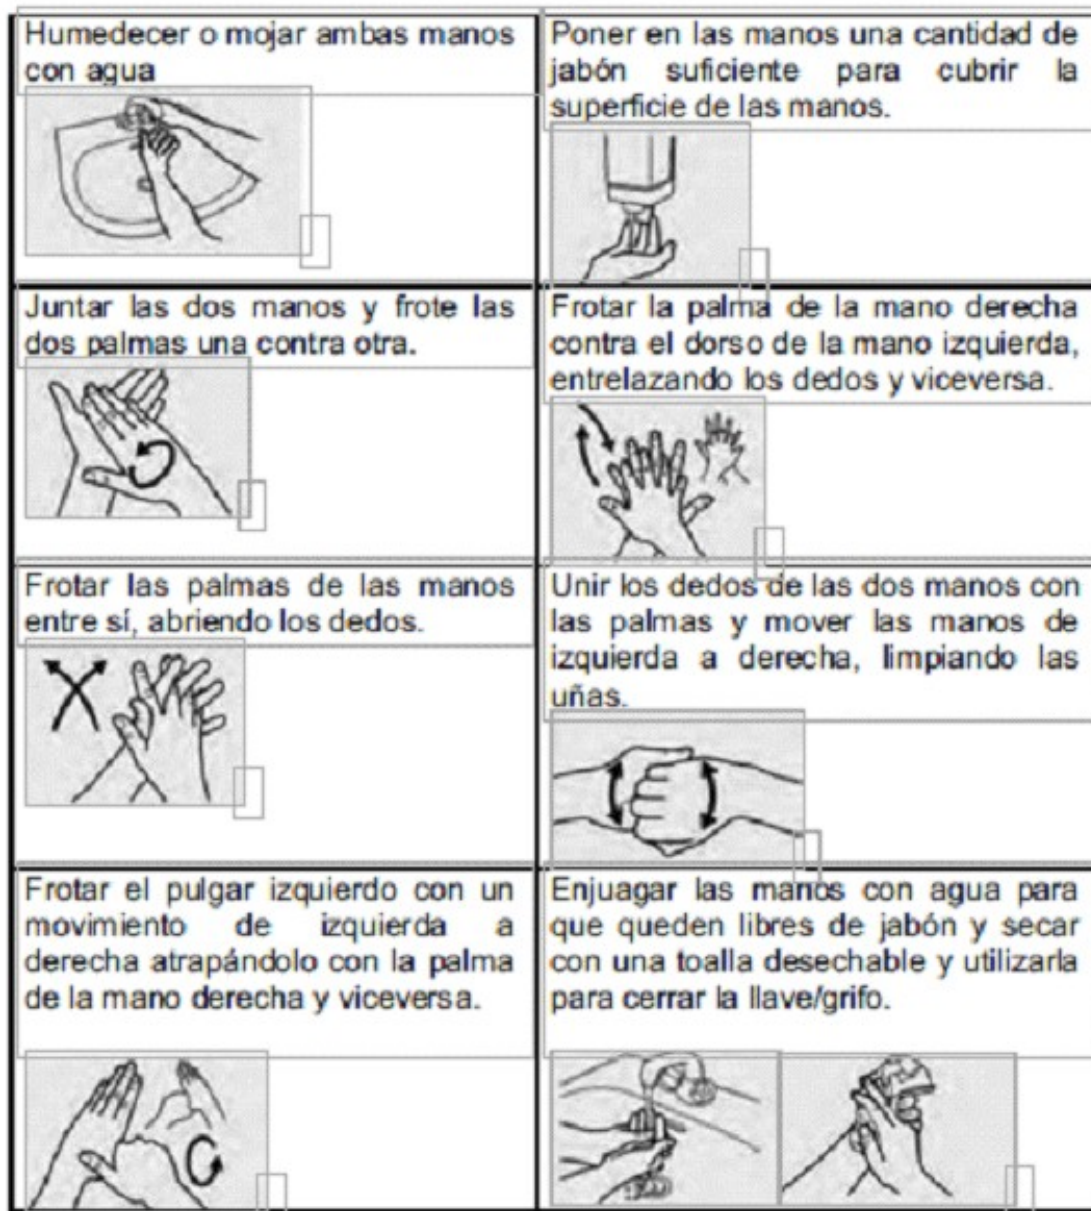 Humedecer o mojar ambas manos
con agua
Poner en las manos una cantidad de
jabón suficiente para cubrir la
superficie de las manos.
Juntar las dos manos y frote las
dos palmas una contra otra.
Frotar la palma de la mano derecha
contra el dorso de la mano izquierda,
entrelazando los dedos y viceversa.
Frotar las palmas de las manos
entre sí, abriendo los dedos.
Unir los dedos de las dos manos con
las palmas y mover las manos de
izquierda a derecha, limpiando las
uñas.
Frotar el pulgar izquierdo con un
movimiento de izquierda a
derecha atrapándolo con la palma
de la mano derecha y viceversa.
Enjuagar las manos con agua para
que queden libres de jabón y secar
con una toalla desechable y utilizarla
para cerrar la llave/grifo.